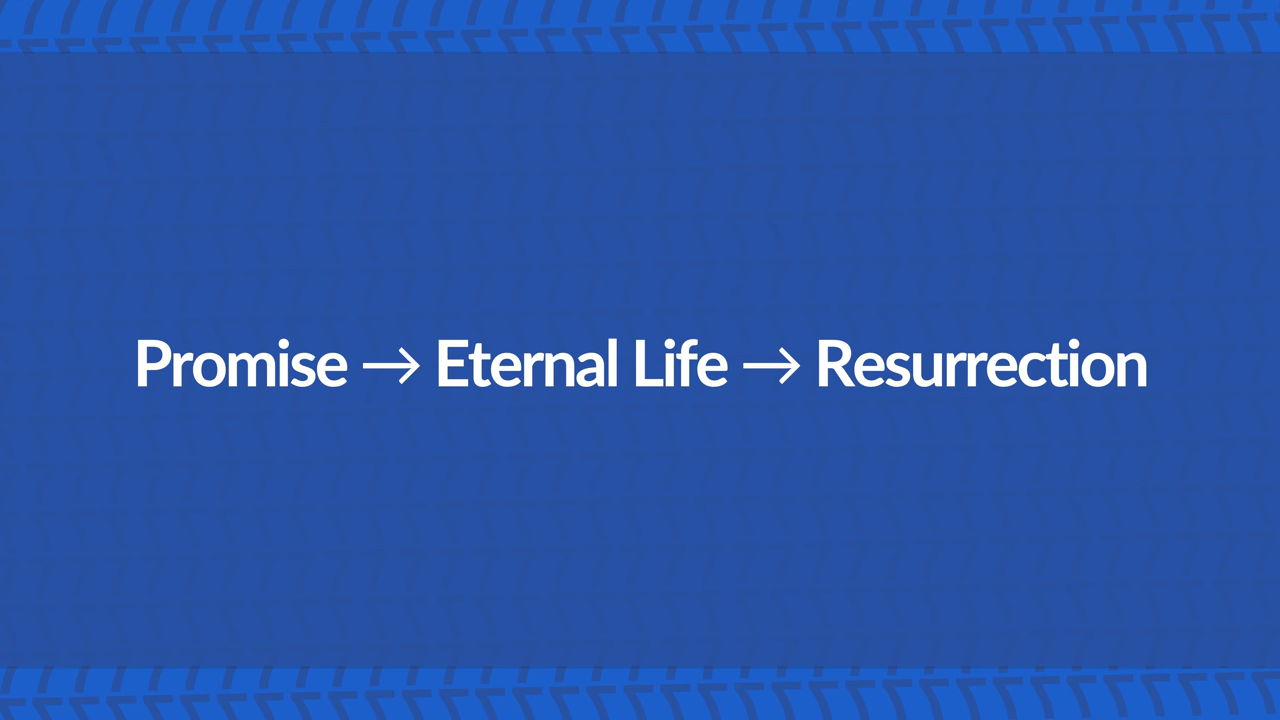 Promise → Eternal Life → Resurrection